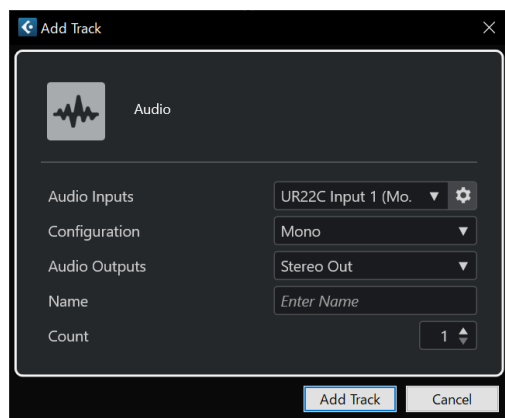 Add Track
Audio
Audio Inputs UR22C Input 1 (Mo.
Configuration Mono
Audio Outputs Stereo Out
Name Enter Name
Count 1
Add Track Cancel